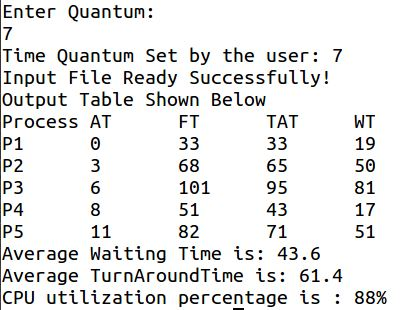 Enter Quantum:
7
Time Quantum Set by the user: 7
Input File Ready Successfully!
Output Table Shown Below
Process AT FT TAT WT
P1 0 33 33 19
P2 3 68 65 50
P3 6 101 95 81
P4 8 51 43 17
P5 11 82 71 51
Average Waiting Time is: 43.6
Average TurnAroundTime is: 61.4
CPU utilization percentage is : 88%